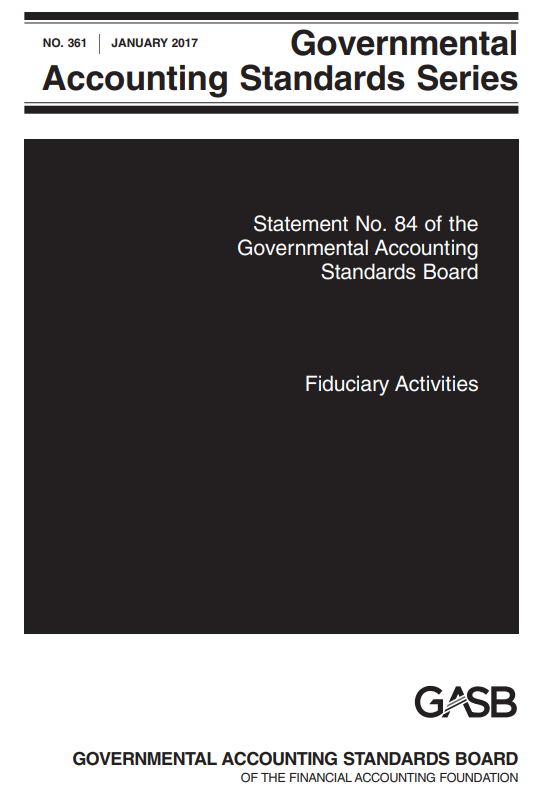 NO. 361 | JANUARY 2017
Governmental
Accounting Standards Series
Statement No. 84 of the
Governmental Accounting
Standards Board
Fiduciary Activities
GASB
GOVERNMENTAL ACCOUNTING STANDARDS BOARD
OF THE FINANCIAL ACCOUNTING FOUNDATION